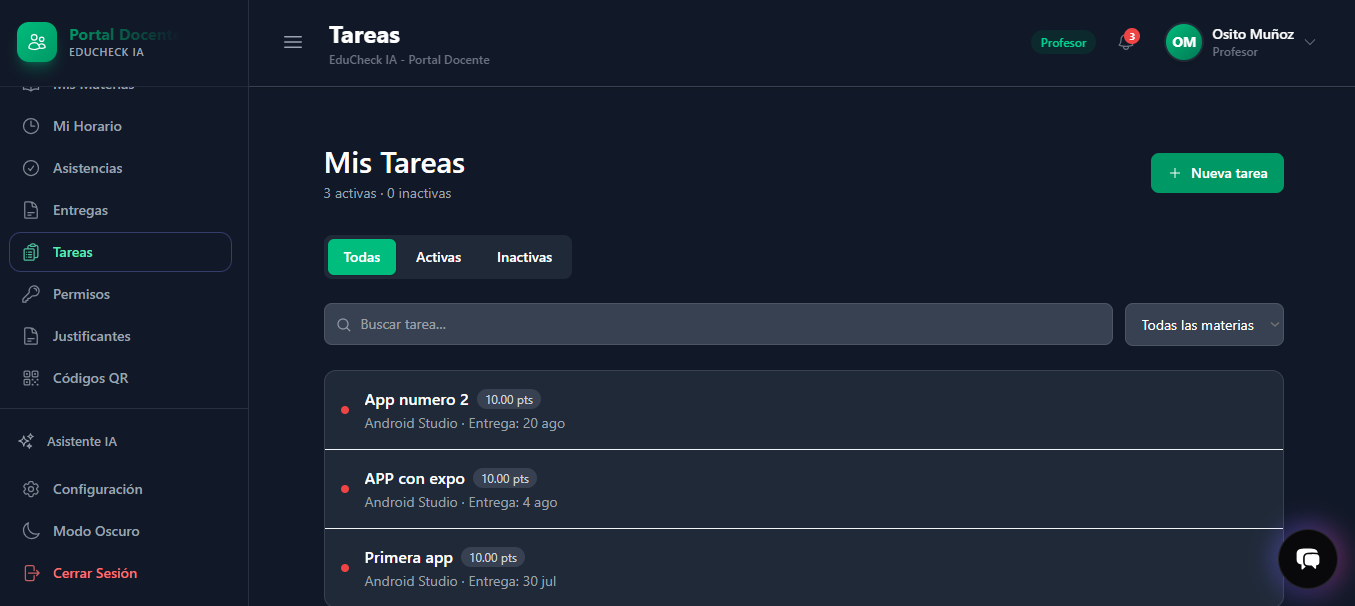 Portal Docente
EDUCHECK IA
Mis Materias
Mi Horario
Asistencias
Entregas
Tareas
Permisos
Justificantes
Códigos QR
Asistente IA
Configuración
Modo Oscuro
Cerrar Sesión
Tareas
EduCheck IA - Portal Docente
Profesor
3
OM
Osito Muñoz
Profesor
Mis Tareas
3 activas · 0 inactivas
+ Nueva tarea
Todas
Activas
Inactivas
Buscar tarea...
Todas las materias
App numero 2 10.00 pts
Android Studio · Entrega: 20 ago
APP con expo 10.00 pts
Android Studio · Entrega: 4 ago
Primera app 10.00 pts
Android Studio · Entrega: 30 jul